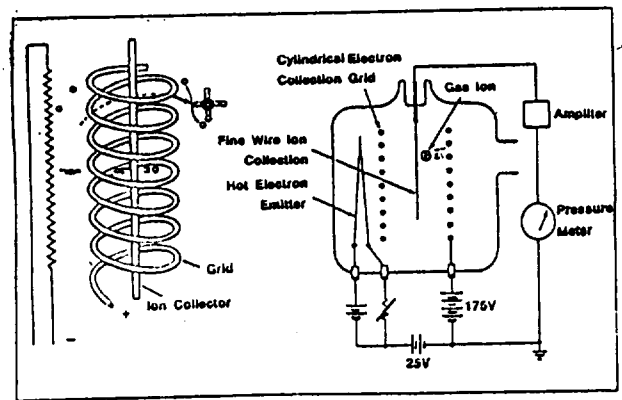 Grid
Ion Collector
+
−
Cylindrical Electron
Collection Grid
Gas Ion
Fine Wire Ion
Collection
Hot Electron
Emitter
Amplifer
Pressure
Meter
175V
25V